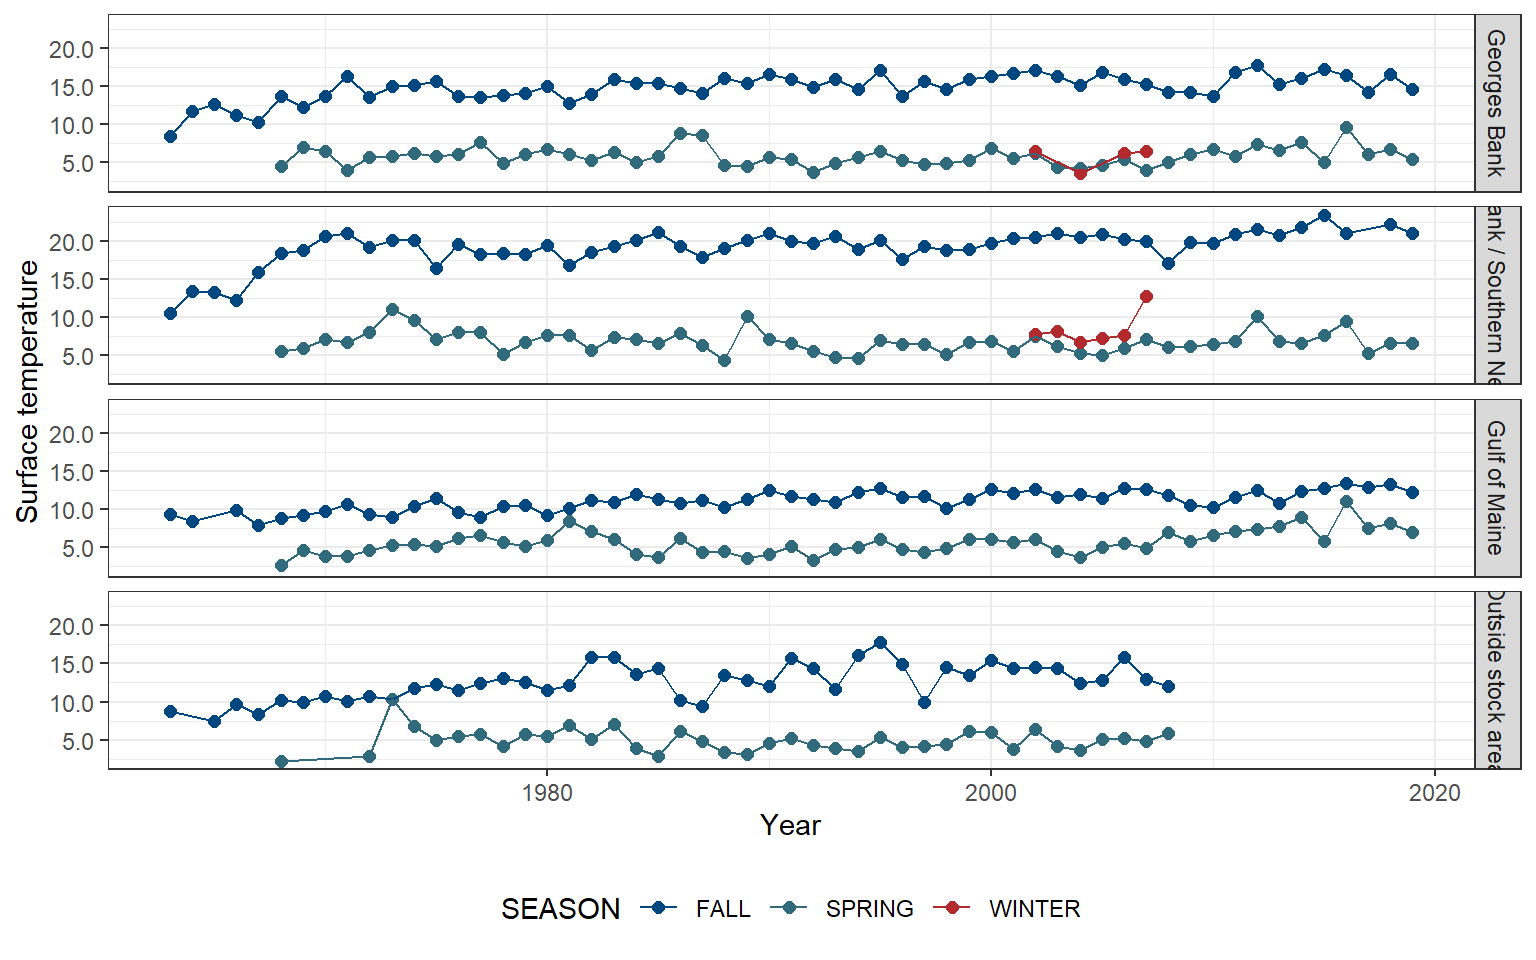 Surface temperature
20.0
15.0
10.0
5.0
Georges Bank
20.0
15.0
10.0
5.0
ank / Southern Ne
20.0
15.0
10.0
5.0
Gulf of Maine
20.0
15.0
10.0
5.0
Outside stock area
1980 2000 2020
Year
SEASON FALL SPRING WINTER